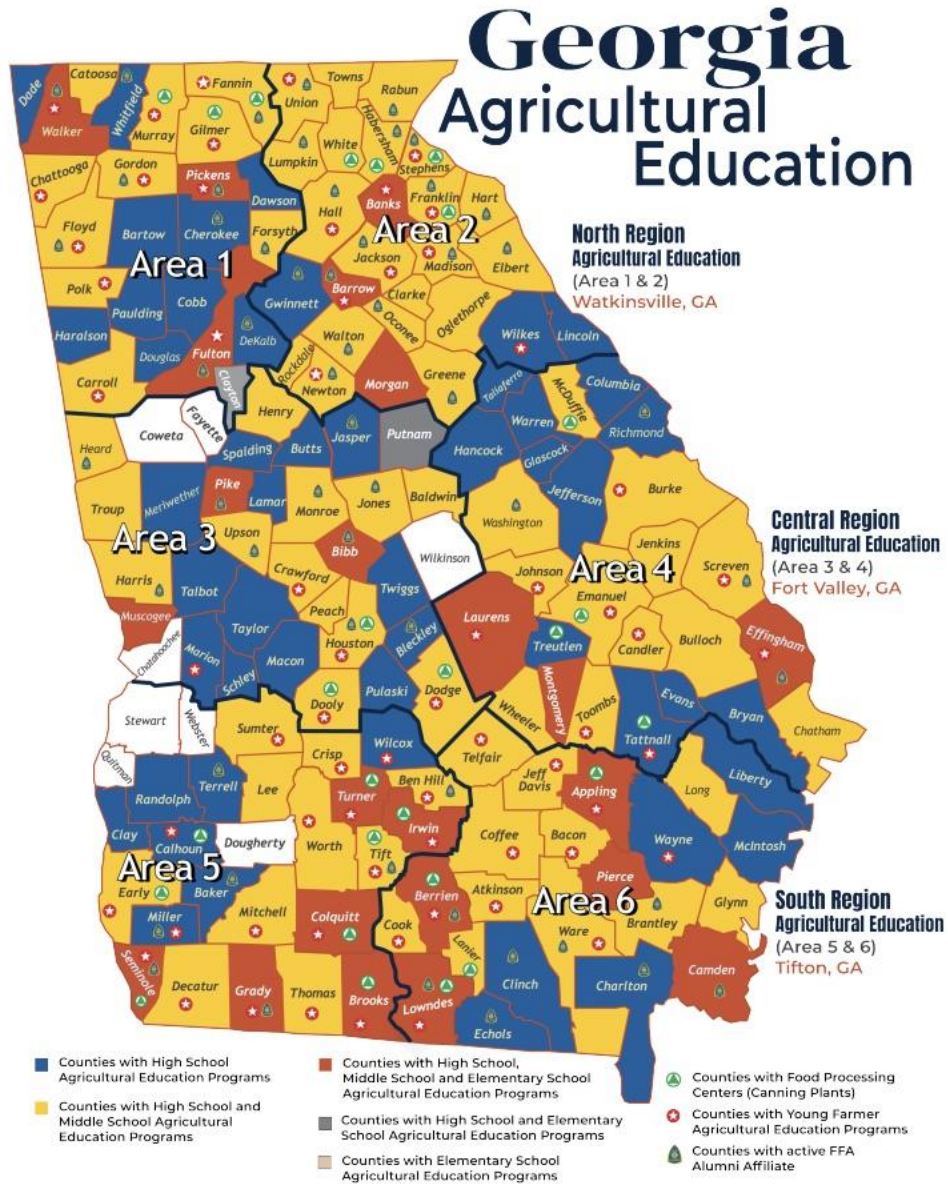 Georgia
Agricultural
Education
Dade
Catoosa
Whitfield
Fannin
Union
Towns
Rabun
Walker
Murray
Gilmer
White
Habersham
Stephens
Lumpkin
Chattooga
Gordon
Pickens
Dawson
Hall
Banks
Franklin
Hart
Floyd
Bartow
Cherokee
Forsyth
Area 1
Area 2
Jackson
Madison
Elbert
North Region
Agricultural Education
(Area 1 & 2)
Watkinsville, GA
Polk
Paulding
Cobb
Gwinnett
Barrow
Clarke
Oconee
Oglethorpe
Haralson
Douglas
Fulton
DeKalb
Walton
Wilkes
Lincoln
Carroll
Clayton
Rockdale
Newton
Morgan
Greene
Taliaferro
McDuffie
Columbia
Coweta
Fayette
Henry
Heard
Spalding
Butts
Jasper
Putnam
Hancock
Warren
Richmond
Glascock
Troup
Meriwether
Pike
Lamar
Monroe
Jones
Baldwin
Washington
Jefferson
Burke
Area 3
Upson
Bibb
Wilkinson
Jenkins
Central Region
Agricultural Education
(Area 3 & 4)
Fort Valley, GA
Harris
Talbot
Crawford
Peach
Twiggs
Johnson
Area 4
Emanuel
Screven
Muscogee
Taylor
Houston
Bleckley
Laurens
Treutlen
Candler
Bulloch
Effingham
Chatahoochee
Marion
Schley
Macon
Dooly
Pulaski
Dodge
Wheeler
Montgomery
Toombs
Tattnall
Evans
Bryan
Chatham
Stewart
Webster
Sumter
Crisp
Wilcox
Telfair
Quitman
Randolph
Terrell
Lee
Turner
Ben Hill
Irwin
Jeff
Davis
Appling
Long
Liberty
Clay
Calhoun
Dougherty
Worth
Tift
Coffee
Bacon
Wayne
McIntosh
Area 5
Early
Baker
Pierce
Miller
Mitchell
Colquitt
Cook
Berrien
Atkinson
Area 6
Ware
Brantley
Glynn
South Region
Agricultural Education
(Area 5 & 6)
Tifton, GA
Seminole
Decatur
Grady
Thomas
Brooks
Lowndes
Lanier
Clinch
Echols
Charlton
Camden
Counties with High School
Agricultural Education Programs
Counties with High School and
Middle School Agricultural
Education Programs
Counties with High School,
Middle School and Elementary School
Agricultural Education Programs
Counties with High School and Elementary
School Agricultural Education Programs
Counties with Elementary School
Agricultural Education Programs
Counties with Food Processing
Centers (Canning Plants)
Counties with Young Farmer
Agricultural Education Programs
Counties with active FFA
Alumni Affiliate